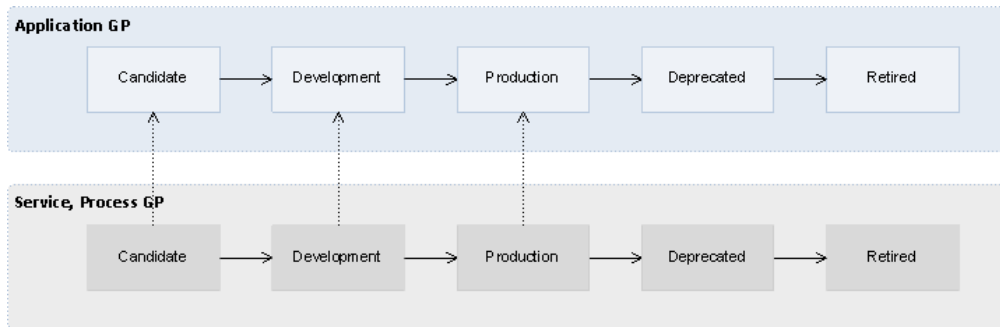 Application GP
Candidate Development Production Deprecated Retired
Service, Process GP
Candidate Development Production Deprecated Retired